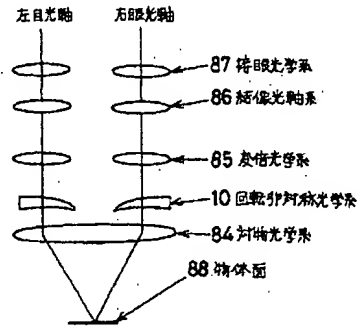 左目光軸 右眼光軸
87 接眼光学系
86 結像光軸系
85 変倍光学系
10 回転非対称光学系
84 対物光学系
88 物体面